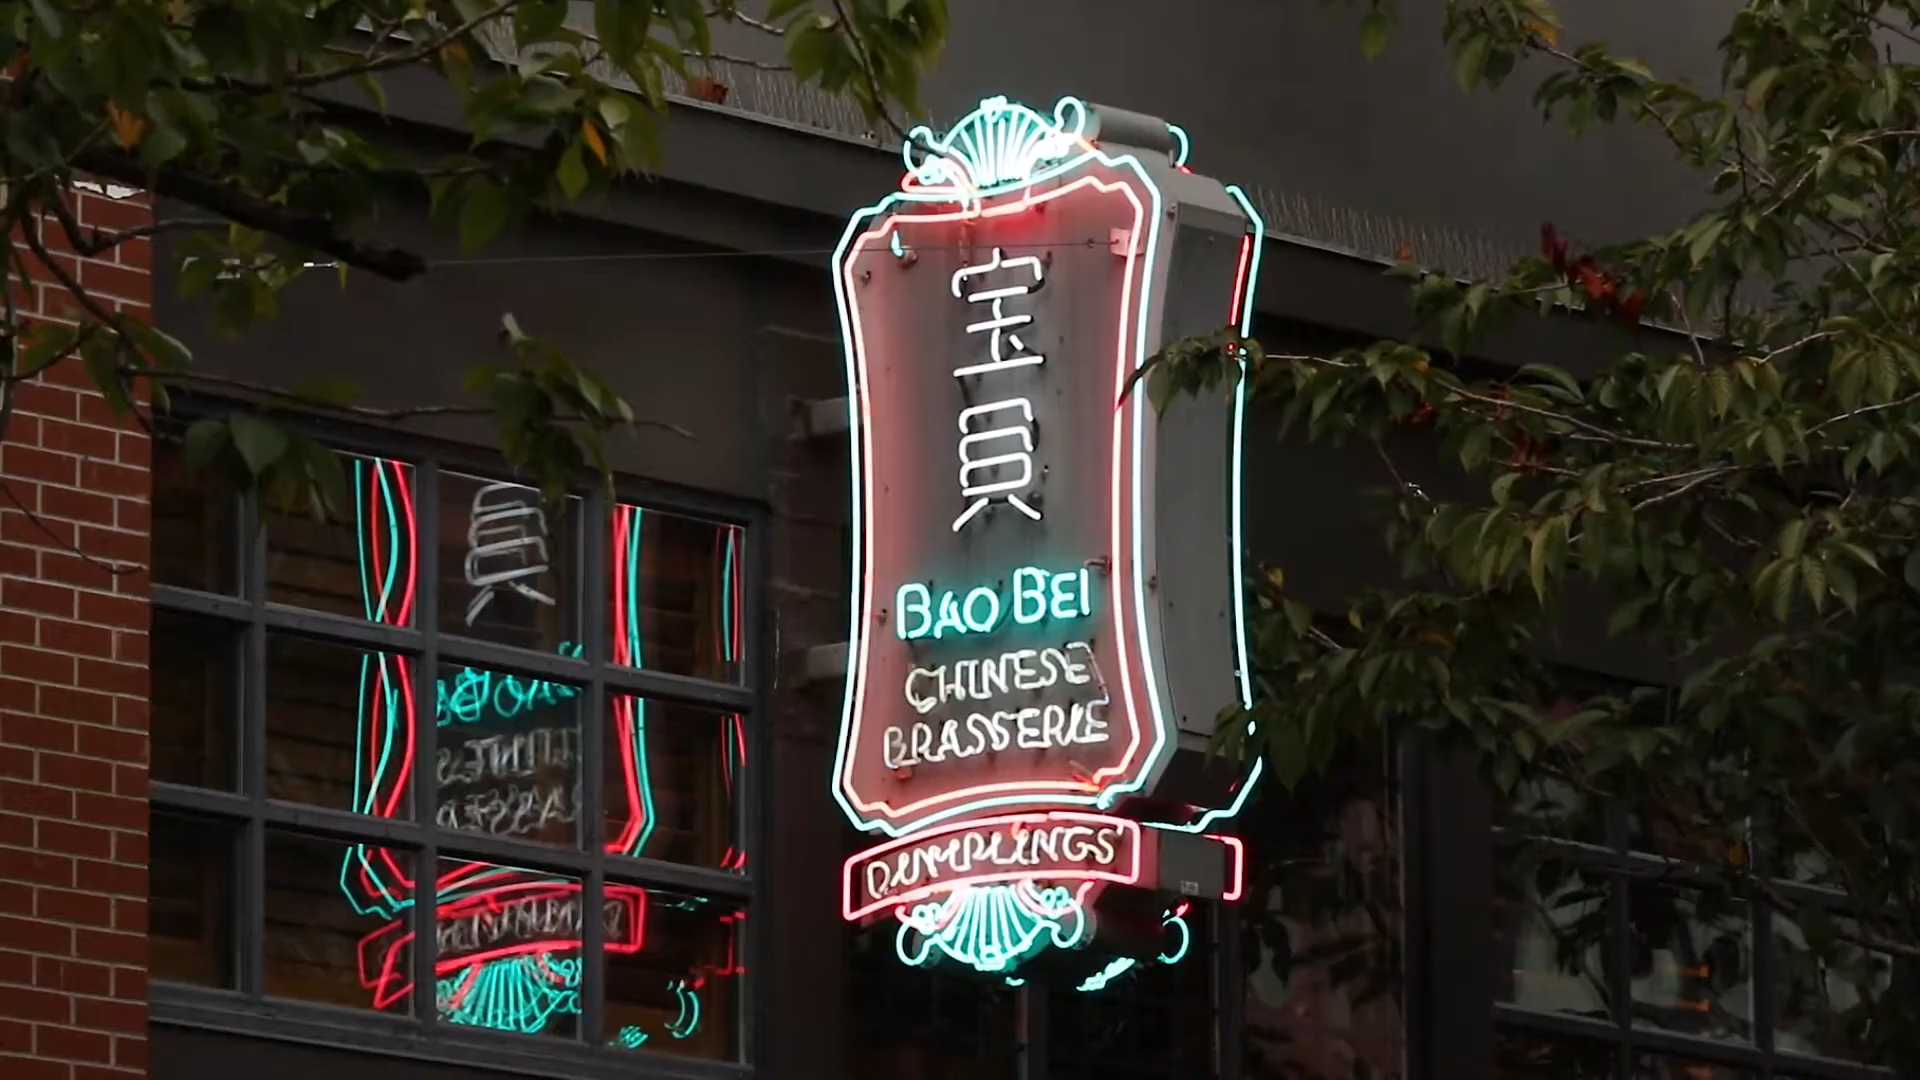 宝
贝
BAO BEI
CHINESE
BRASSERIE
DUMPLINGS